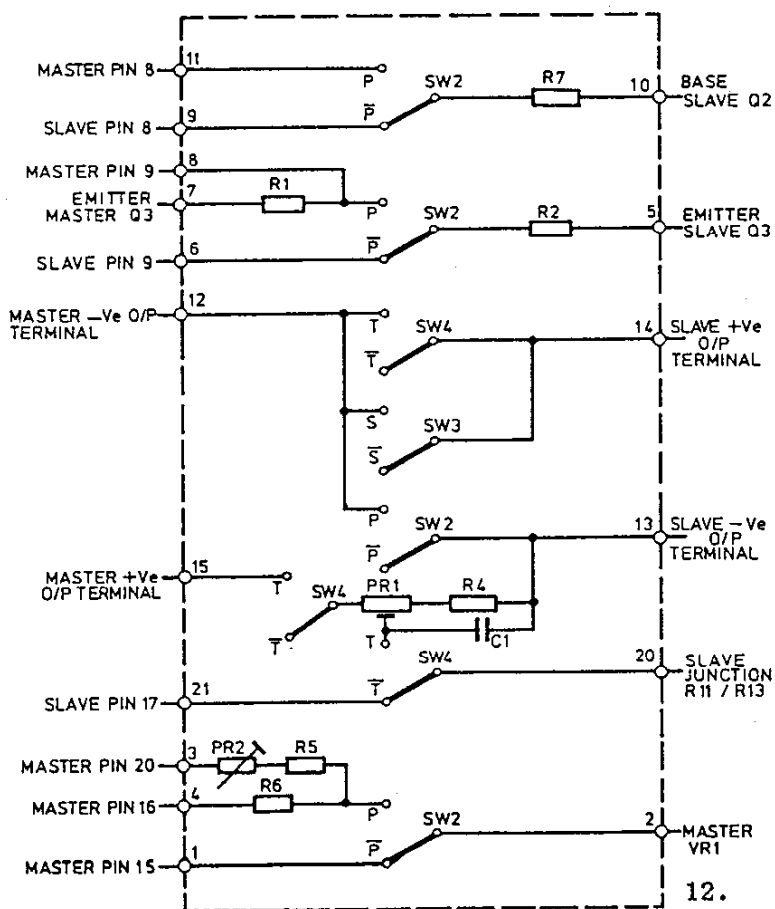 11
MASTER PIN 8
P
SW2
R7
10
BASE
SLAVE Q2
P̅
SLAVE PIN 8
9
MASTER PIN 9
8
7
EMITTER
MASTER Q3
R1
P
SW2
R2
5
EMITTER
SLAVE Q3
P̅
6
SLAVE PIN 9
12
MASTER –Ve O/P
TERMINAL
T
SW4
14
SLAVE +Ve
O/P
TERMINAL
T̅
S
SW3
S̅
P
SW2
13
SLAVE –Ve
O/P
TERMINAL
P̅
15
MASTER +Ve
O/P TERMINAL
T
SW4
PR1
R4
T̅
T
C1
SW4
20
SLAVE
JUNCTION
R11 / R13
T̅
21
SLAVE PIN 17
3
MASTER PIN 20
PR2
R5
4
MASTER PIN 16
R6
P
SW2
2
MASTER
VR1
P̅
1
MASTER PIN 15
12.